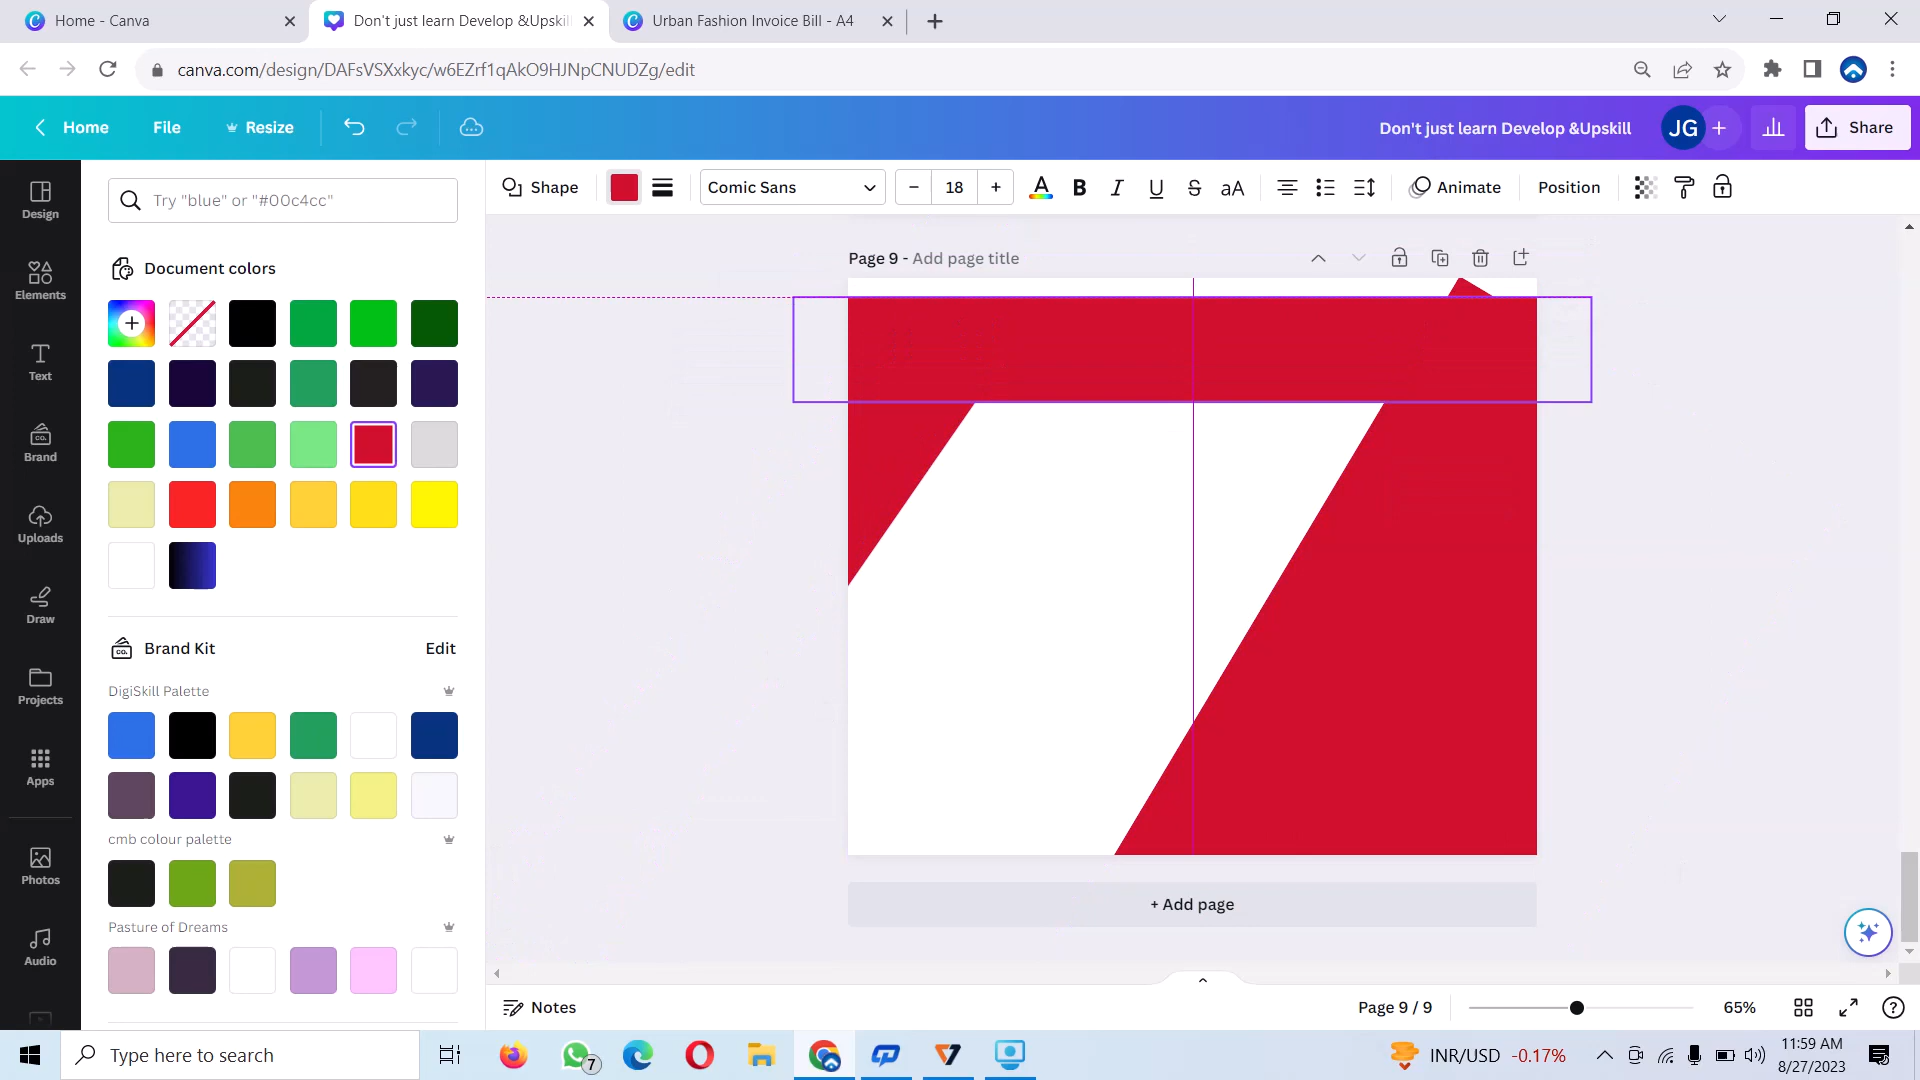 Home - Canva
Don't just learn Develop &Upskil
Urban Fashion Invoice Bill - A4
canva.com/design/DAFsVSXxkyc/w6EZrf1qAkO9HJNpCNUDZg/edit
Home
File
Resize
Don't just learn Develop &Upskill
JG
Share
Design
Elements
Text
Brand
Uploads
Draw
Projects
Apps
Photos
Audio
Try "blue" or "#00c4cc"
Document colors
Brand Kit
Edit
DigiSkill Palette
cmb colour palette
Pasture of Dreams
Shape
Comic Sans
18
A
B
I
U
S
aA
Animate
Position
Page 9 - Add page title
+ Add page
Notes
Page 9 / 9
65%
Type here to search
7
INR/USD -0.17%
11:59 AM
8/27/2023